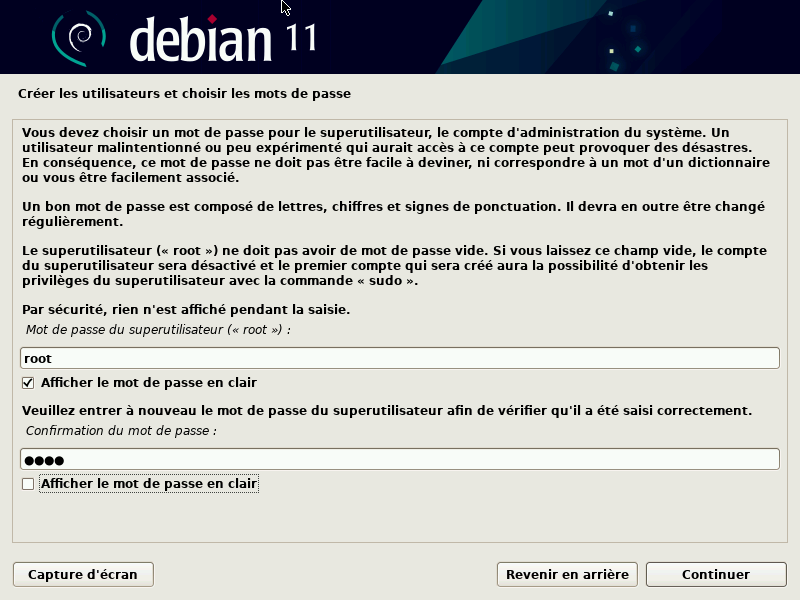 debian 11
Créer les utilisateurs et choisir les mots de passe
Vous devez choisir un mot de passe pour le superutilisateur, le compte d'administration du système. Un
utilisateur malintentionné ou peu expérimenté qui aurait accès à ce compte peut provoquer des désastres.
En conséquence, ce mot de passe ne doit pas être facile à deviner, ni correspondre à un mot d'un dictionnaire
ou vous être facilement associé.
Un bon mot de passe est composé de lettres, chiffres et signes de ponctuation. Il devra en outre être changé
régulièrement.
Le superutilisateur (« root ») ne doit pas avoir de mot de passe vide. Si vous laissez ce champ vide, le compte
du superutilisateur sera désactivé et le premier compte qui sera créé aura la possibilité d'obtenir les
privilèges du superutilisateur avec la commande « sudo ».
Par sécurité, rien n'est affiché pendant la saisie.
Mot de passe du superutilisateur (« root ») :
root
Afficher le mot de passe en clair
Veuillez entrer à nouveau le mot de passe du superutilisateur afin de vérifier qu'il a été saisi correctement.
Confirmation du mot de passe :
●●●●
Afficher le mot de passe en clair
Capture d'écran
Revenir en arrière
Continuer